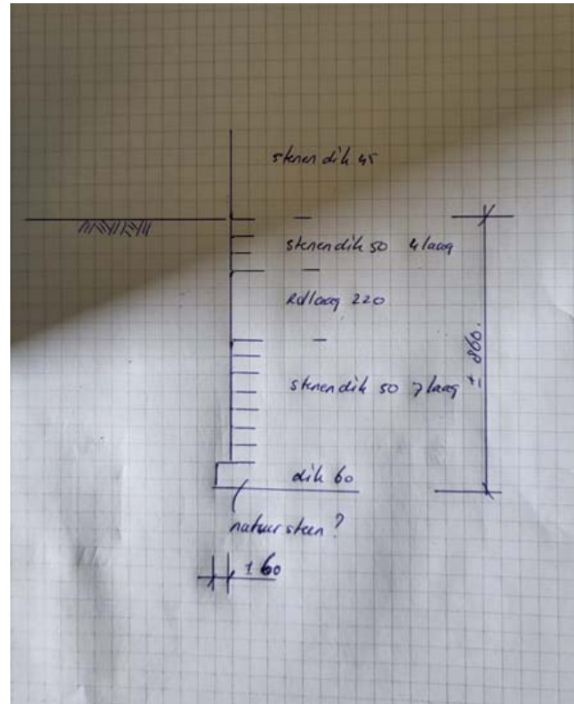 stenen dik 45
stenen dik 50 4 laag
Rollaag 220
± 860.
stenen dik 50 7 laag
dik 60
natuursteen?
± 60